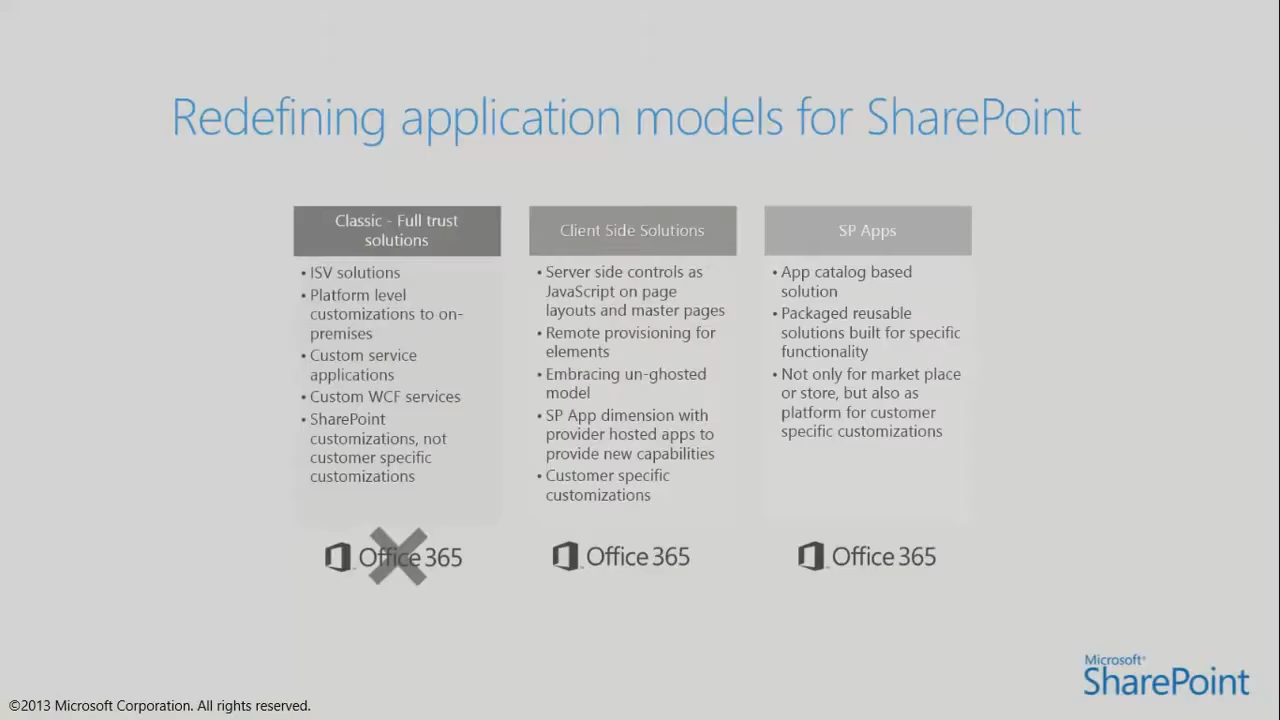 Redefining application models for SharePoint
Classic - Full trust
solutions
• ISV solutions
• Platform level
customizations to on-
premises
• Custom service
applications
• Custom WCF services
• SharePoint
customizations, not
customer specific
customizations
Office 365
Client Side Solutions
• Server side controls as
JavaScript on page
layouts and master pages
• Remote provisioning for
elements
• Embracing un-ghosted
model
• SP App dimension with
provider hosted apps to
provide new capabilities
• Customer specific
customizations
Office 365
SP Apps
• App catalog based
solution
• Packaged reusable
solutions built for specific
functionality
• Not only for market place
or store, but also as
platform for customer
specific customizations
Office 365
Microsoft®
SharePoint
©2013 Microsoft Corporation. All rights reserved.